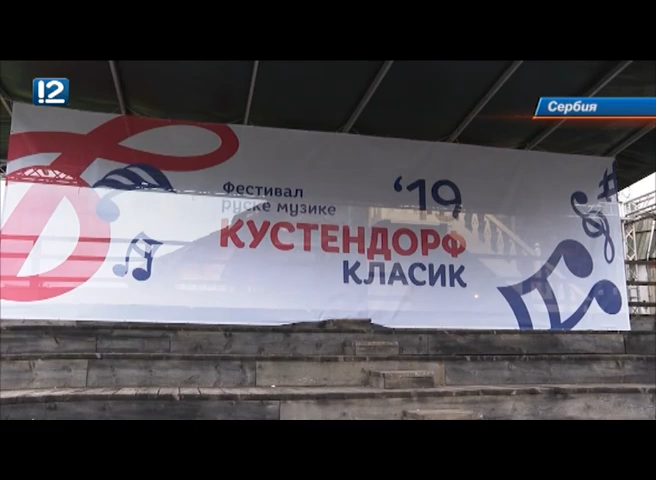 12
Сербия
Фестивал
руске музике
'19
КУСТЕНДОРФ
КЛАСИК